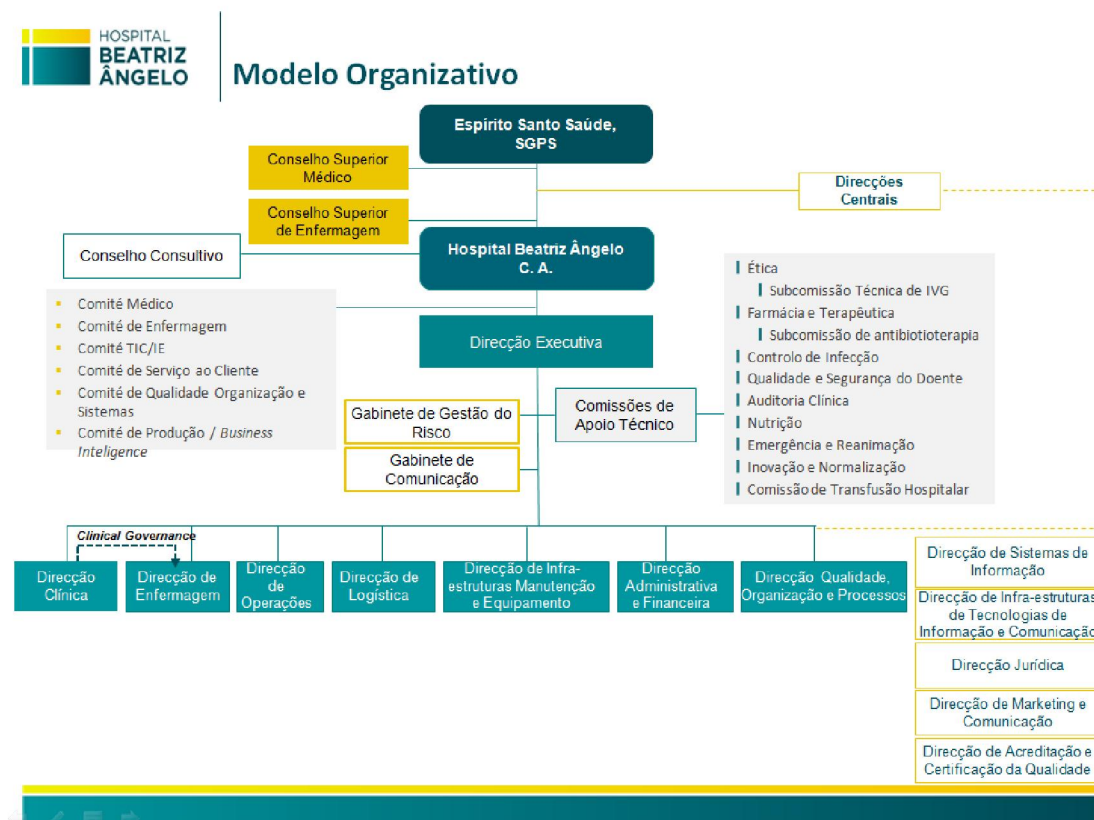 HOSPITAL
BEATRIZ
ÂNGELO
Modelo Organizativo
Espírito Santo Saúde,
SGPS
Conselho Superior
Médico
Direcções
Centrais
Conselho Superior
de Enfermagem
Conselho Consultivo
Hospital Beatriz Ângelo
C. A.
Comité Médico
Comité de Enfermagem
Comité TIC/IE
Comité de Serviço ao Cliente
Comité de Qualidade Organização e
Sistemas
Comité de Produção / Business
Inteligence
Direcção Executiva
Ética
Subcomissão Técnica de IVG
Farmácia e Terapêutica
Subcomissão de antibiotioterapia
Controlo de Infecção
Qualidade e Segurança do Doente
Auditoria Clínica
Nutrição
Emergência e Reanimação
Inovação e Normalização
Comissão de Transfusão Hospitalar
Gabinete de Gestão do
Risco
Comissões de
Apoio Técnico
Gabinete de
Comunicação
Clinical Governance
Direcção
Clínica
Direcção de
Enfermagem
Direcção
de
Operações
Direcção de
Logística
Direcção de Infra-
estruturas Manutenção
e Equipamento
Direcção
Administrativa
e Financeira
Direcção Qualidade,
Organização e Processos
Direcção de Sistemas de
Informação
Direcção de Infra-estruturas
de Tecnologias de
Informação e Comunicação
Direcção Jurídica
Direcção de Marketing e
Comunicação
Direcção de Acreditação e
Certificação da Qualidade